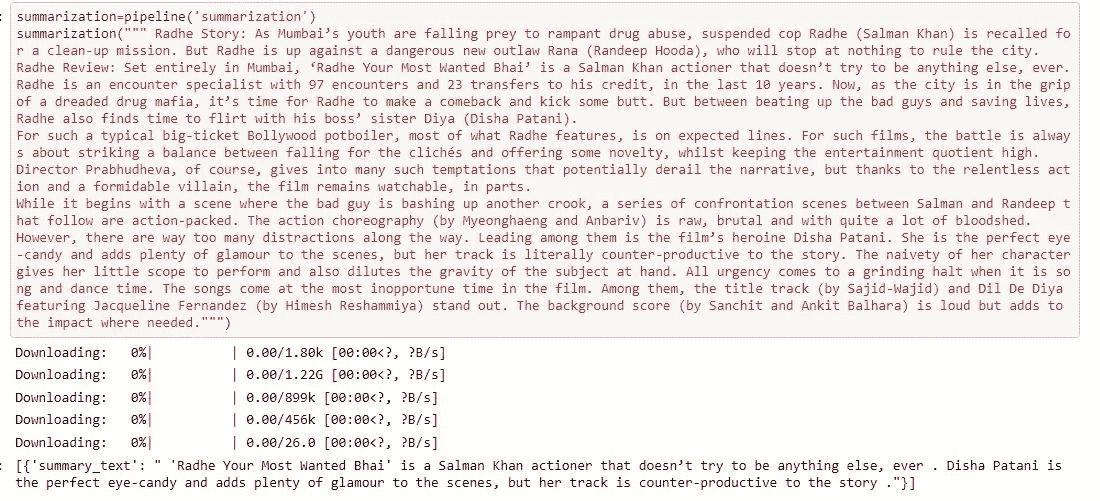 : summarization=pipeline('summarization')
summarization(""" Radhe Story: As Mumbai’s youth are falling prey to rampant drug abuse, suspended cop Radhe (Salman Khan) is recalled fo
r a clean-up mission. But Radhe is up against a dangerous new outlaw Rana (Randeep Hooda), who will stop at nothing to rule the city.
Radhe Review: Set entirely in Mumbai, ‘Radhe Your Most Wanted Bhai’ is a Salman Khan actioner that doesn’t try to be anything else, ever.
Radhe is an encounter specialist with 97 encounters and 23 transfers to his credit, in the last 10 years. Now, as the city is in the grip
of a dreaded drug mafia, it’s time for Radhe to make a comeback and kick some butt. But between beating up the bad guys and saving lives,
Radhe also finds time to flirt with his boss’ sister Diya (Disha Patani).
For such a typical big-ticket Bollywood potboiler, most of what Radhe features, is on expected lines. For such films, the battle is alway
s about striking a balance between falling for the clichés and offering some novelty, whilst keeping the entertainment quotient high.
Director Prabhudheva, of course, gives into many such temptations that potentially derail the narrative, but thanks to the relentless act
ion and a formidable villain, the film remains watchable, in parts.
While it begins with a scene where the bad guy is bashing up another crook, a series of confrontation scenes between Salman and Randeep t
hat follow are action-packed. The action choreography (by Myeonghaeng and Anbariv) is raw, brutal and with quite a lot of bloodshed.
However, there are way too many distractions along the way. Leading among them is the film’s heroine Disha Patani. She is the perfect eye
-candy and adds plenty of glamour to the scenes, but her track is literally counter-productive to the story. The naivety of her character
gives her little scope to perform and also dilutes the gravity of the subject at hand. All urgency comes to a grinding halt when it is so
ng and dance time. The songs come at the most inopportune time in the film. Among them, the title track (by Sajid-Wajid) and Dil De Diya
featuring Jacqueline Fernandez (by Himesh Reshammiya) stand out. The background score (by Sanchit and Ankit Balhara) is loud but adds to
the impact where needed.""")
Downloading:   0%|          | 0.00/1.80k [00:00<?, ?B/s]
Downloading:   0%|          | 0.00/1.22G [00:00<?, ?B/s]
Downloading:   0%|          | 0.00/899k [00:00<?, ?B/s]
Downloading:   0%|          | 0.00/456k [00:00<?, ?B/s]
Downloading:   0%|          | 0.00/26.0 [00:00<?, ?B/s]
: [{'summary_text': " 'Radhe Your Most Wanted Bhai' is a Salman Khan actioner that doesn’t try to be anything else, ever . Disha Patani is
the perfect eye-candy and adds plenty of glamour to the scenes, but her track is counter-productive to the story ."}]